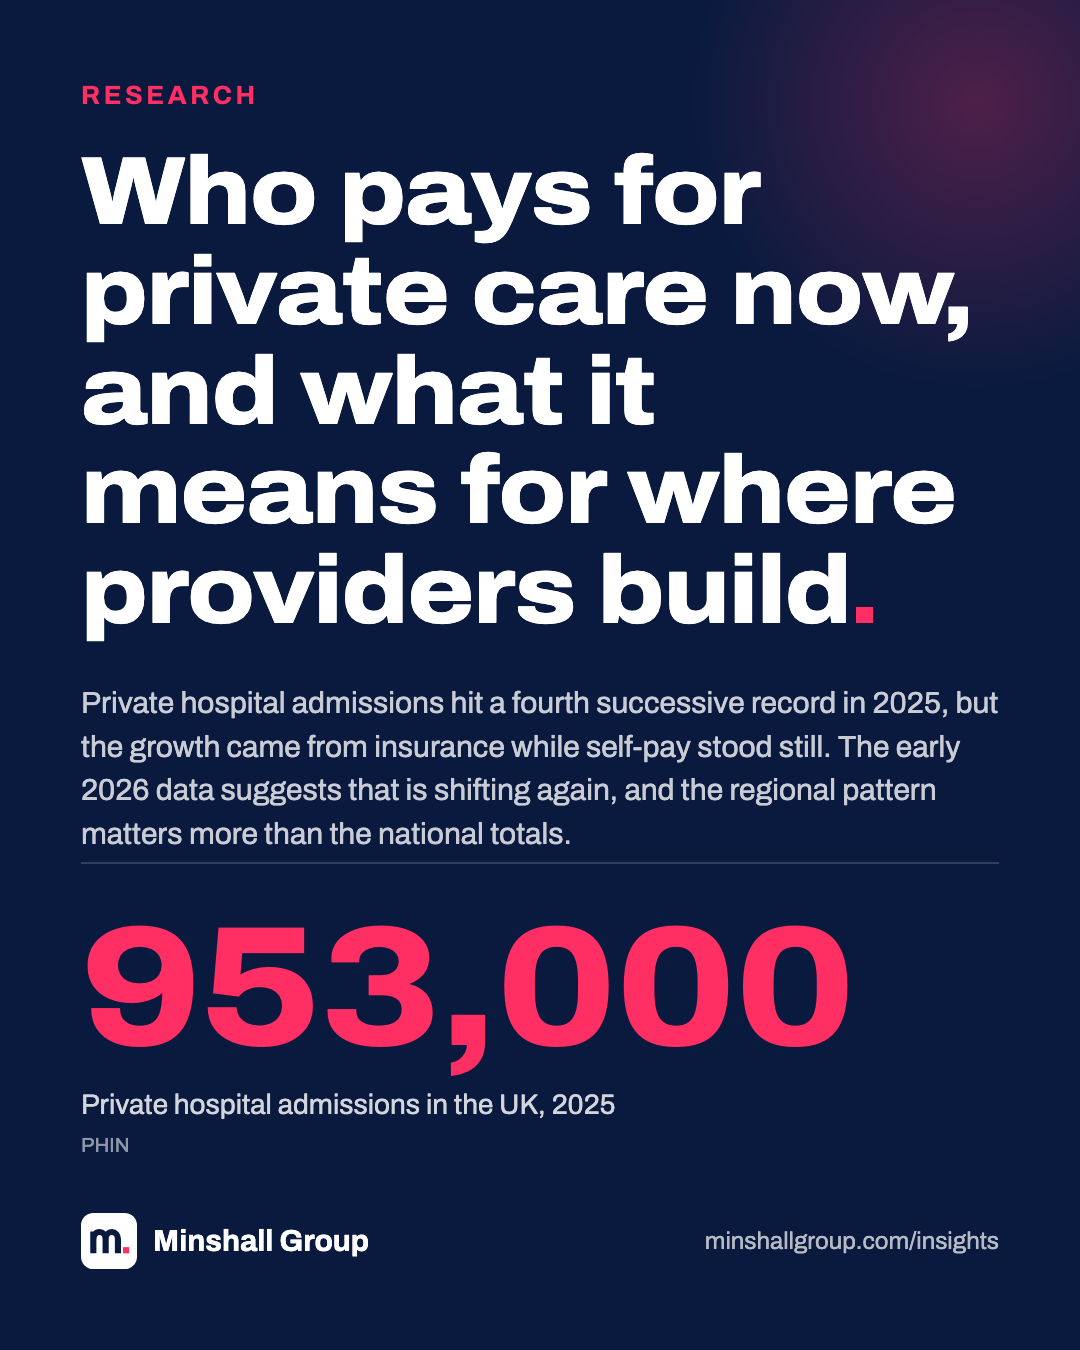 RESEARCH
Who pays for
private care now,
and what it
means for where
providers build.
Private hospital admissions hit a fourth successive record in 2025, but
the growth came from insurance while self-pay stood still. The early
2026 data suggests that is shifting again, and the regional pattern
matters more than the national totals.
953,000
Private hospital admissions in the UK, 2025
PHIN
m. Minshall Group
minshallgroup.com/insights